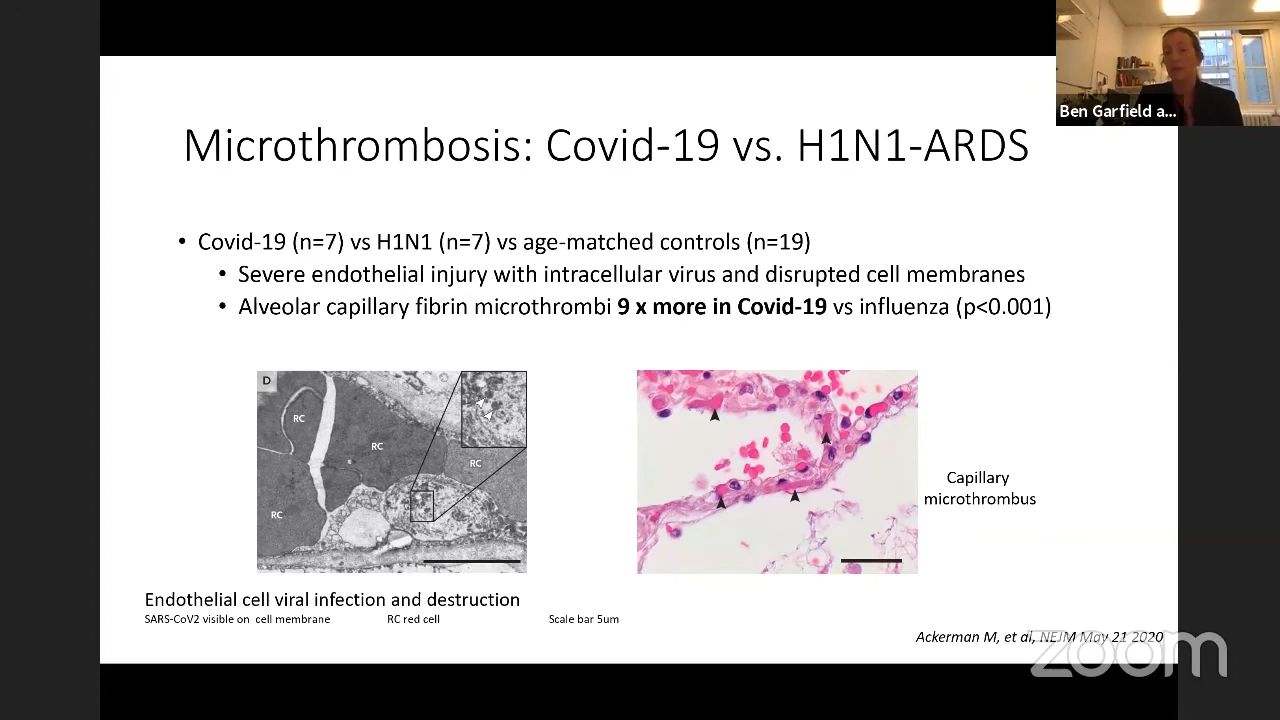 Ben Garfield a...
Microthrombosis: Covid-19 vs. H1N1-ARDS
• Covid-19 (n=7) vs H1N1 (n=7) vs age-matched controls (n=19)
• Severe endothelial injury with intracellular virus and disrupted cell membranes
• Alveolar capillary fibrin microthrombi 9 x more in Covid-19 vs influenza (p<0.001)
D
RC
RC
RC
RC
Capillary
microthrombus
Endothelial cell viral infection and destruction
SARS-CoV2 visible on cell membrane RC red cell Scale bar 5um
Ackerman M, et al, NEJM May 21 2020
zoom